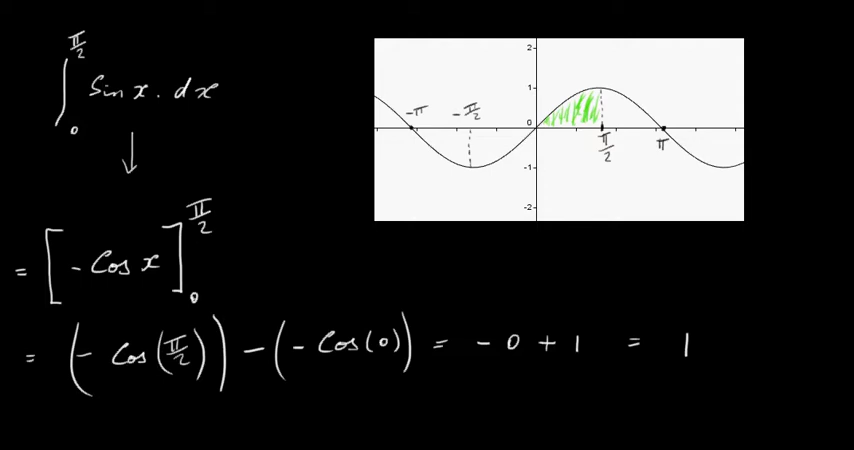 ∫₀^(π/2) Sin x . dx
2
1
0
-1
-2
-π
-π/2
π/2
π
= [-Cos x]₀^(π/2)
= (- Cos(π/2)) - (- Cos(0)) = - 0 + 1 = 1